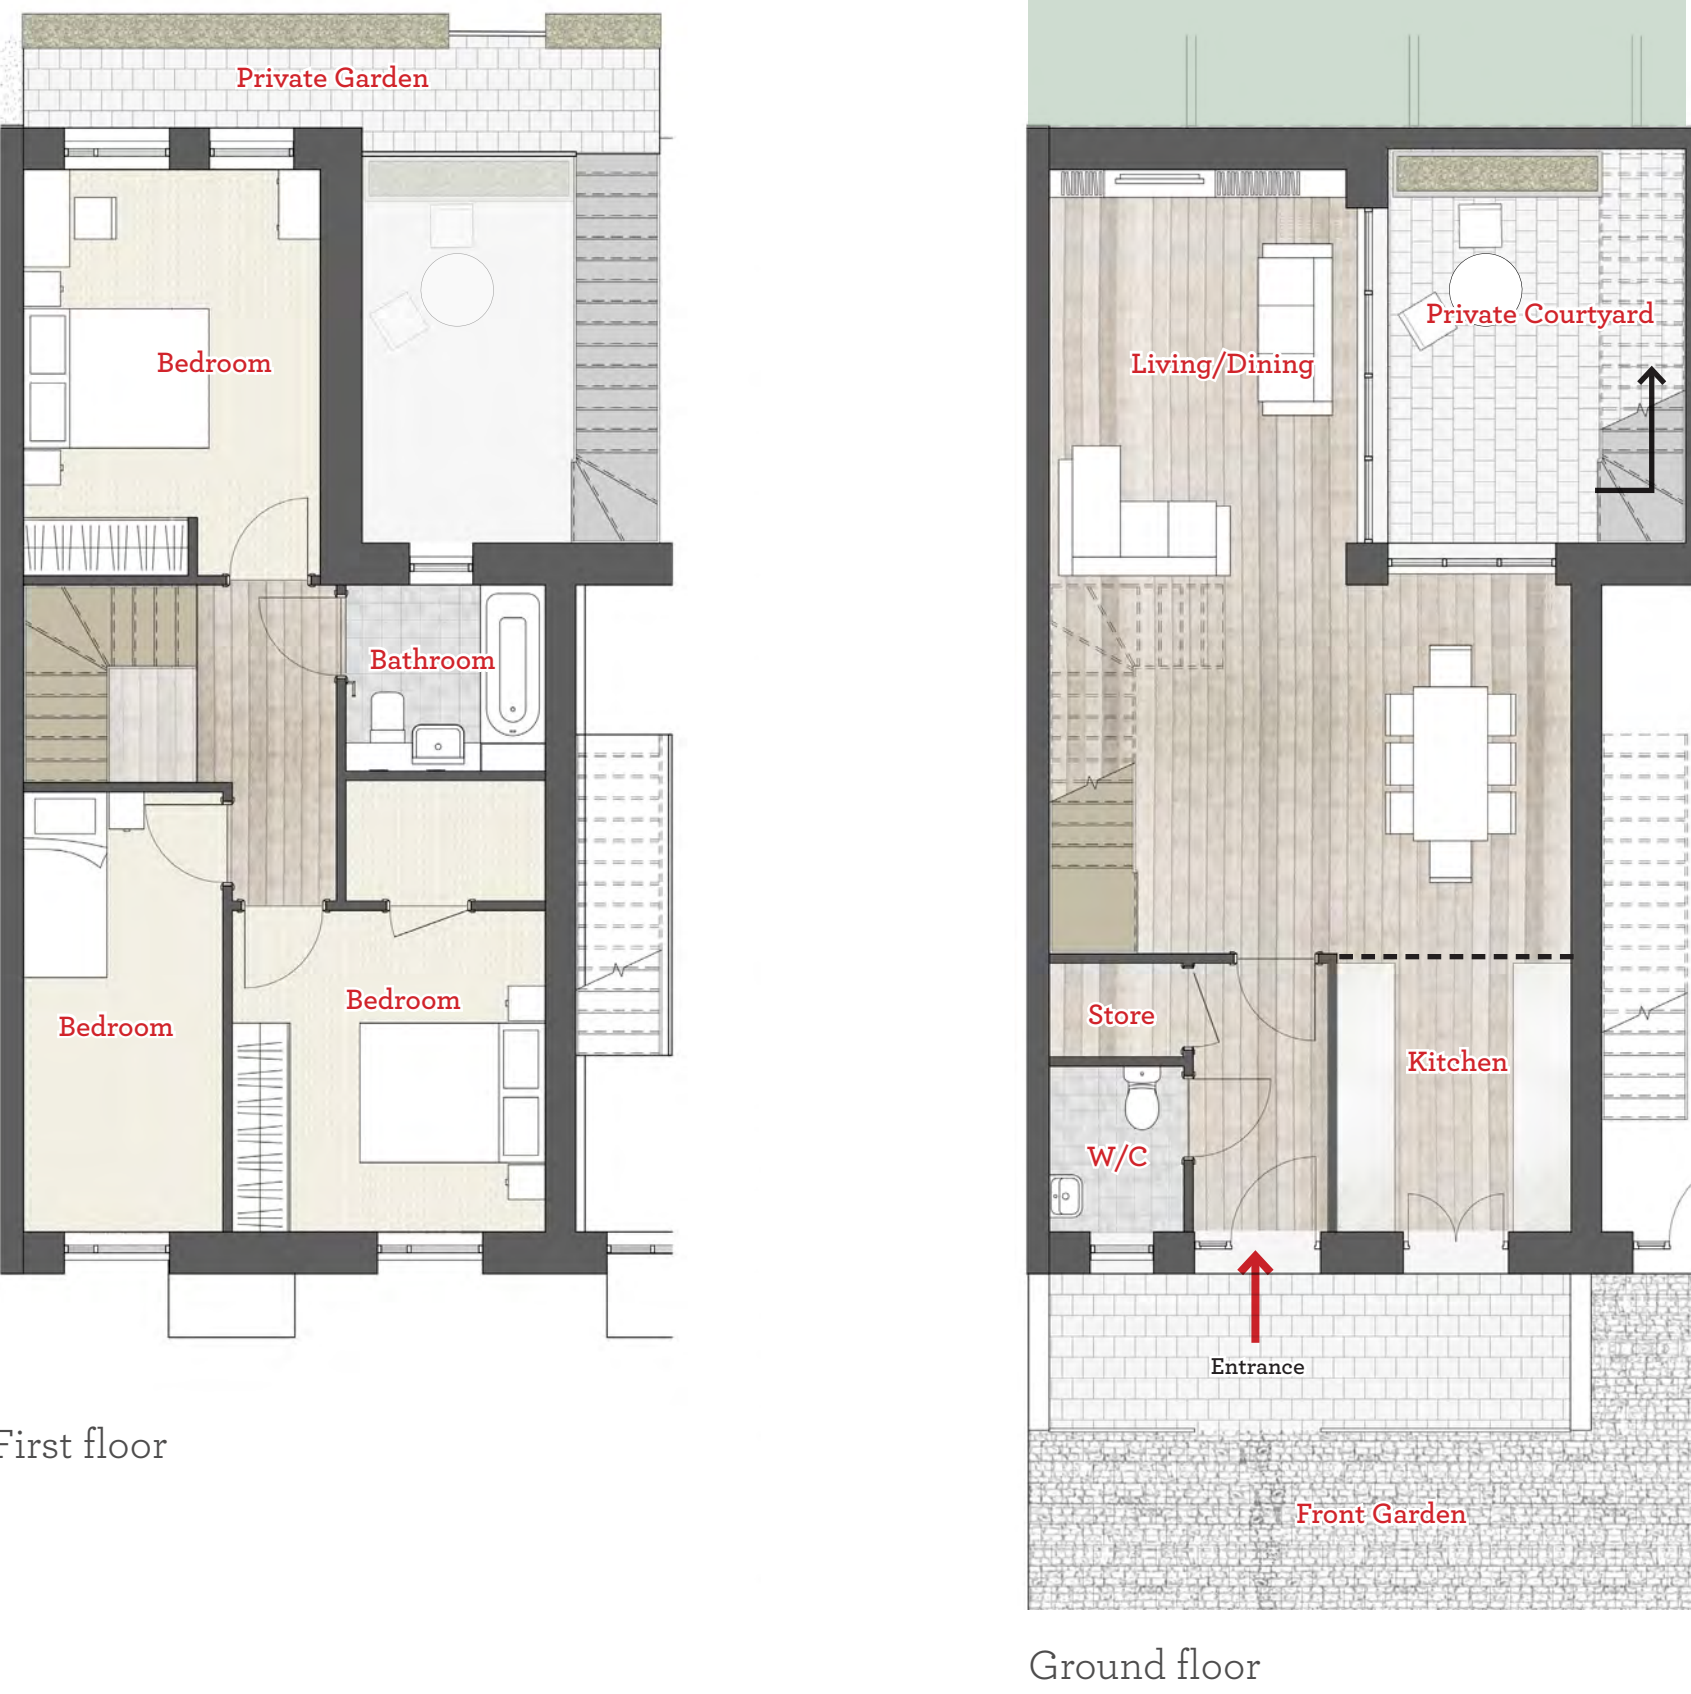 Private Garden
Bedroom
Bathroom
Bedroom
Bedroom
First floor
Private Courtyard
Living/Dining
Store
Kitchen
W/C
Entrance
Front Garden
Ground floor